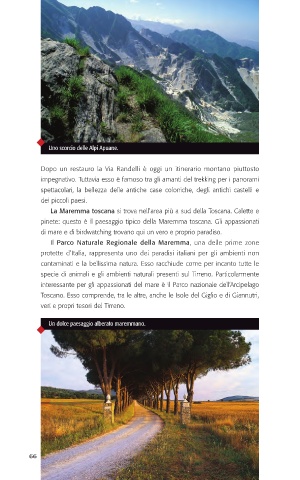 Uno scorcio delle Alpi Apuane.
Dopo un restauro la Via Randelli è oggi un itinerario montano piuttosto
impegnativo. Tuttavia esso è famoso tra gli amanti del trekking per i panorami
spettacolari, la bellezza delle antiche case coloniche, degli antichi castelli e
dei piccoli paesi.
La Maremma toscana si trova nell'area più a sud della Toscana. Calette e
pinete: questo è il paesaggio tipico della Maremma toscana. Gli appassionati
di mare e di birdwatching trovano qui un vero e proprio paradiso.
Il Parco Naturale Regionale della Maremma, una delle prime zone
protette d'Italia, rappresenta uno dei paradisi italiani per gli ambienti non
contaminati e la bellissima natura. Esso racchiude come per incanto tutte le
specie di animali e gli ambienti naturali presenti sul Tirreno. Particolarmente
interessante per gli appassionati del mare è il Parco nazionale dell'Arcipelago
Toscano. Esso comprende, tra le altre, anche le Isole del Giglio e di Giannutri,
veri e propri tesori del Tirreno.
Un dolce paesaggio alberato maremmano.
66